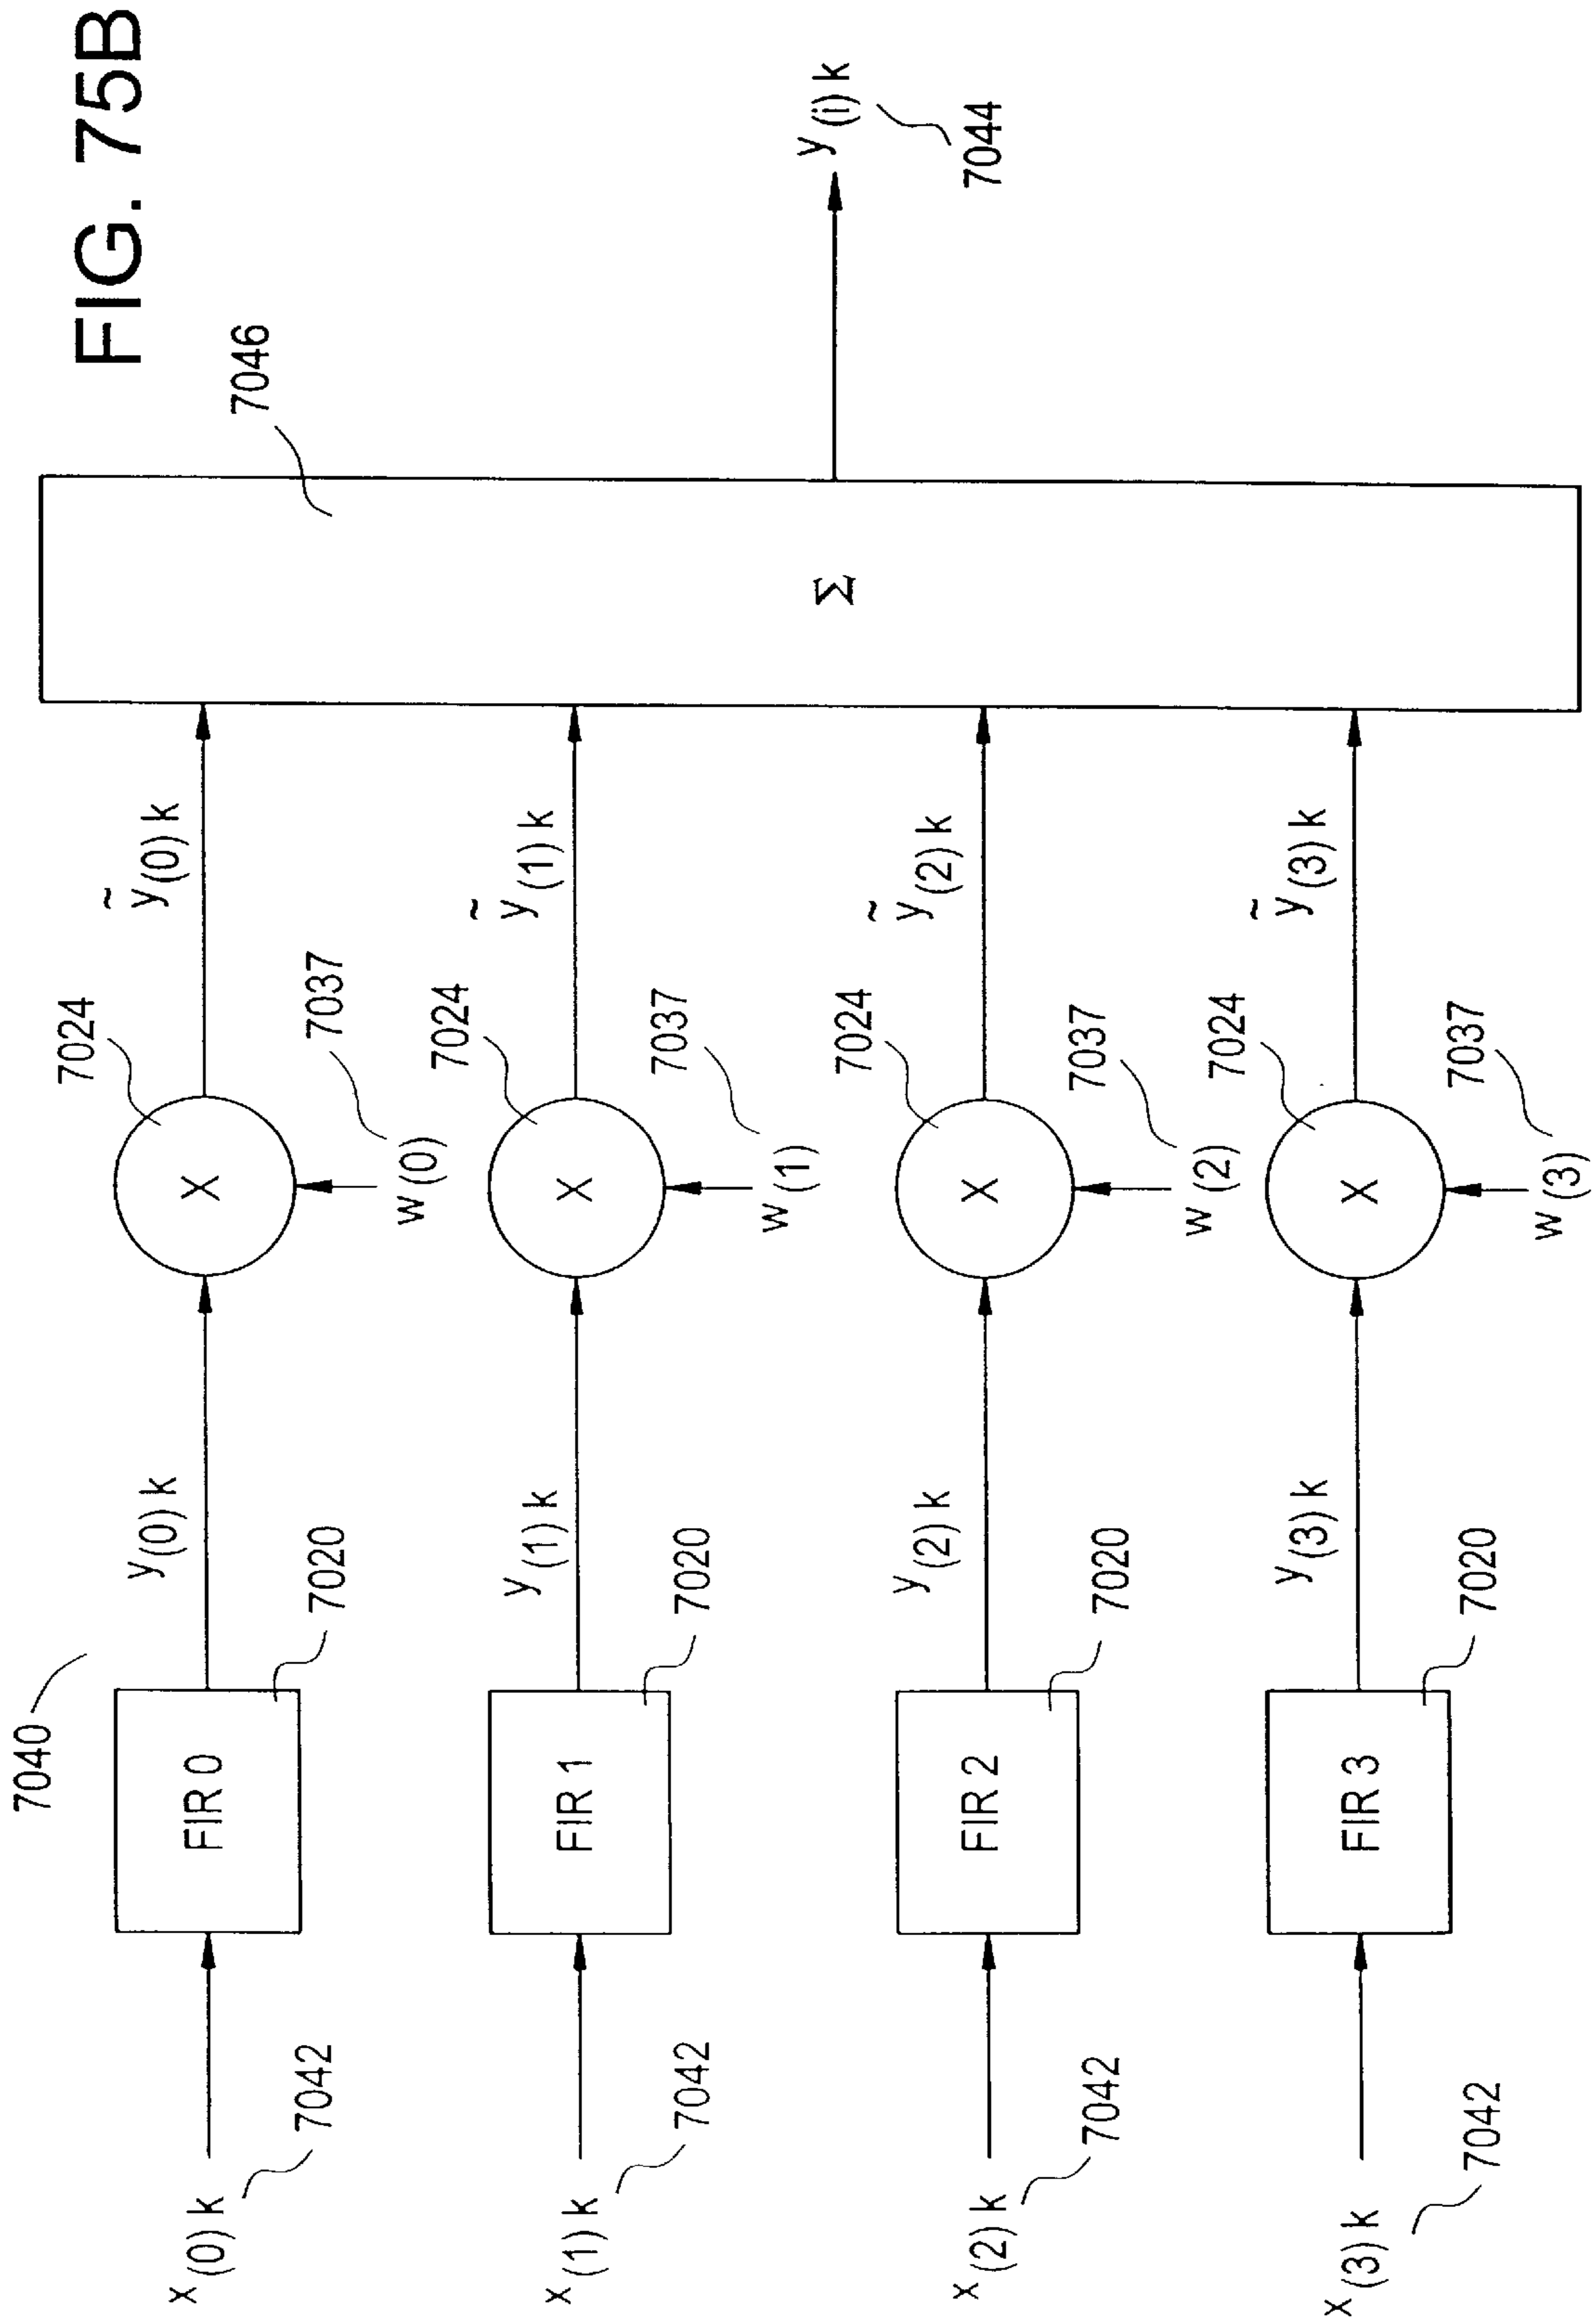 FIG. 75B
7040
x(0) k
7042
FIR 0
7020
y(0) k
7024
X
w(0)
7037
ỹ(0) k
x(1) k
7042
FIR 1
7020
y(1) k
7024
X
w(1)
7037
ỹ(1) k
x(2) k
7042
FIR 2
7020
y(2) k
7024
X
w(2)
7037
ỹ(2) k
x(3) k
7042
FIR 3
7020
y(3) k
7024
X
w(3)
7037
ỹ(3) k
7046
Σ
y(i) k
7044